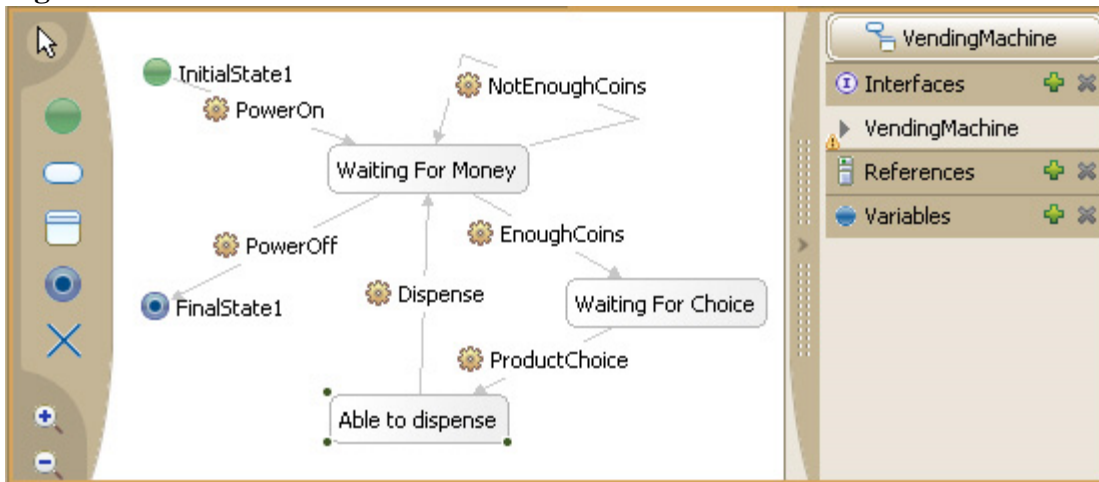 InitialState1
PowerOn
NotEnoughCoins
Waiting For Money
PowerOff
EnoughCoins
FinalState1
Dispense
Waiting For Choice
ProductChoice
Able to dispense
VendingMachine
Interfaces
VendingMachine
References
Variables